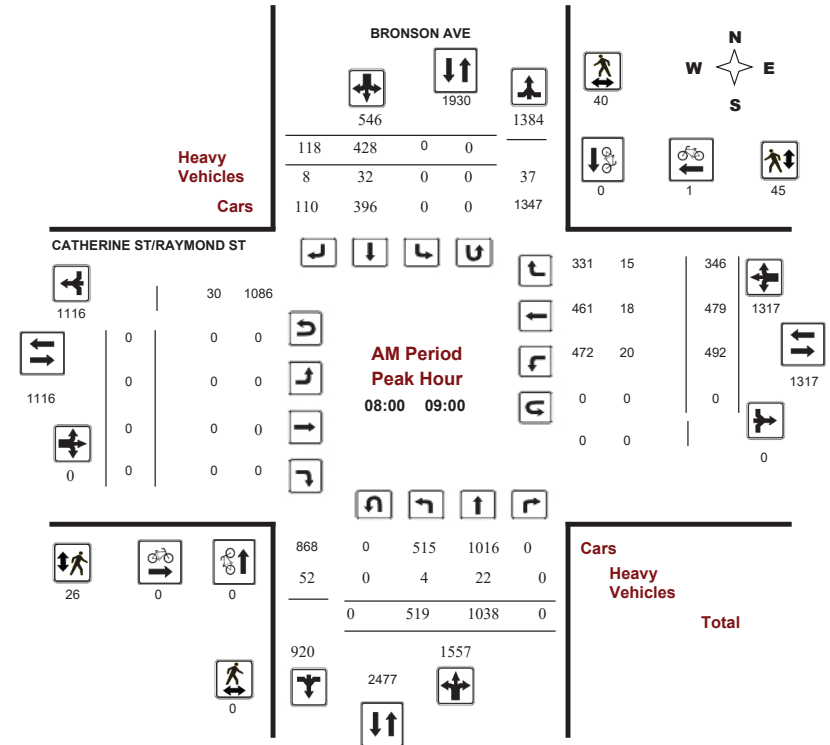 BRONSON AVE
N
W E
S
1930
40
546
1384
118 428 0 0
Heavy
Vehicles
8 32 0 0 37
Cars
110 396 0 0 1347
0 1 45
CATHERINE ST/RAYMOND ST
331 15 346
30 1086
1116
461 18 479 1317
0 0 0
AM Period
Peak Hour
08:00 09:00
472 20 492
1116
0 0 0
1317
0 0 0
0 0 0
0 0
0
0
0 0 0
868 0 515 1016 0
Cars
52 0 4 22 0
Heavy
Vehicles
26 0 0
0 519 1038 0
Total
920 1557
2477
0